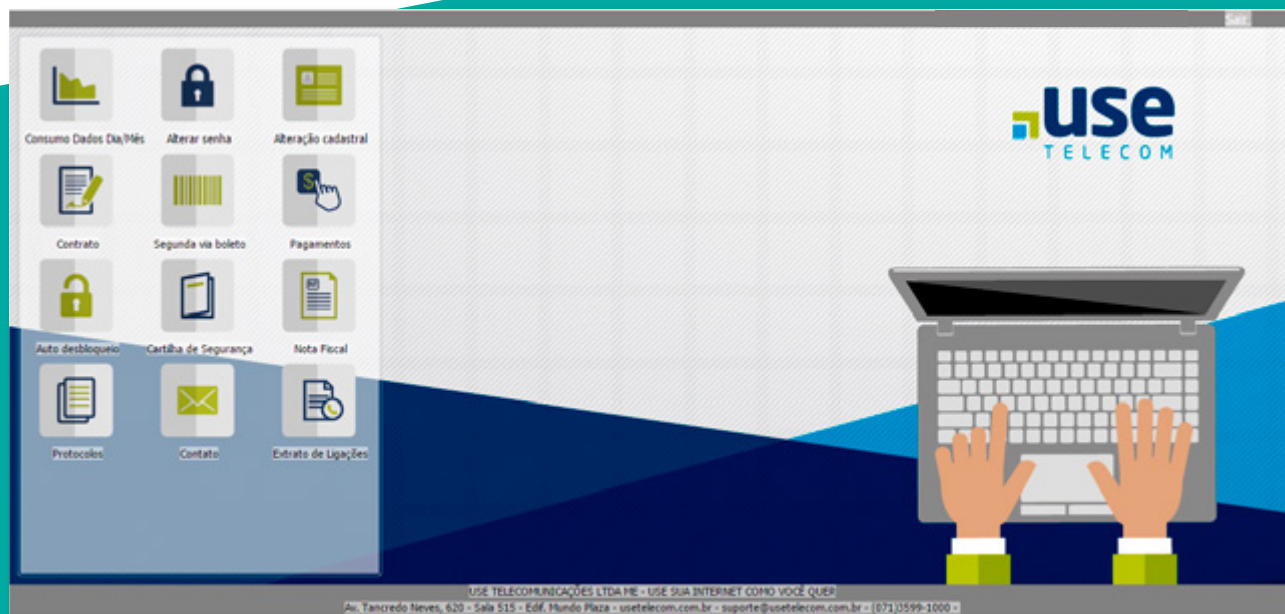 Sair
use
TELECOM
Consumo Dados Dia/Mês
Alterar senha
Alteração cadastral
Contrato
Segunda via boleto
Pagamentos
Auto desbloqueio
Cartilha de Segurança
Nota Fiscal
Protocolos
Contato
Extrato de Ligações
USE TELECOMUNICAÇÕES LTDA ME - USE SUA INTERNET COMO VOCÊ QUER
Av. Tancredo Neves, 620 - Sala 515 - Edf. Mundo Plaza - usetelecom.com.br - suporte@usetelecom.com.br - (071)3599-1000 -